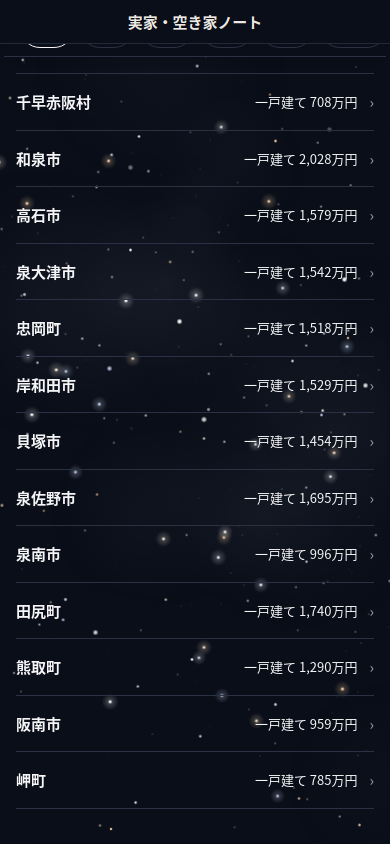 実家・空き家ノート
千早赤阪村 一戸建て 708万円 ›
和泉市 一戸建て 2,028万円 ›
高石市 一戸建て 1,579万円 ›
泉大津市 一戸建て 1,542万円 ›
忠岡町 一戸建て 1,518万円 ›
岸和田市 一戸建て 1,529万円 ›
貝塚市 一戸建て 1,454万円 ›
泉佐野市 一戸建て 1,695万円 ›
泉南市 一戸建て 996万円 ›
田尻町 一戸建て 1,740万円 ›
熊取町 一戸建て 1,290万円 ›
阪南市 一戸建て 959万円 ›
岬町 一戸建て 785万円 ›